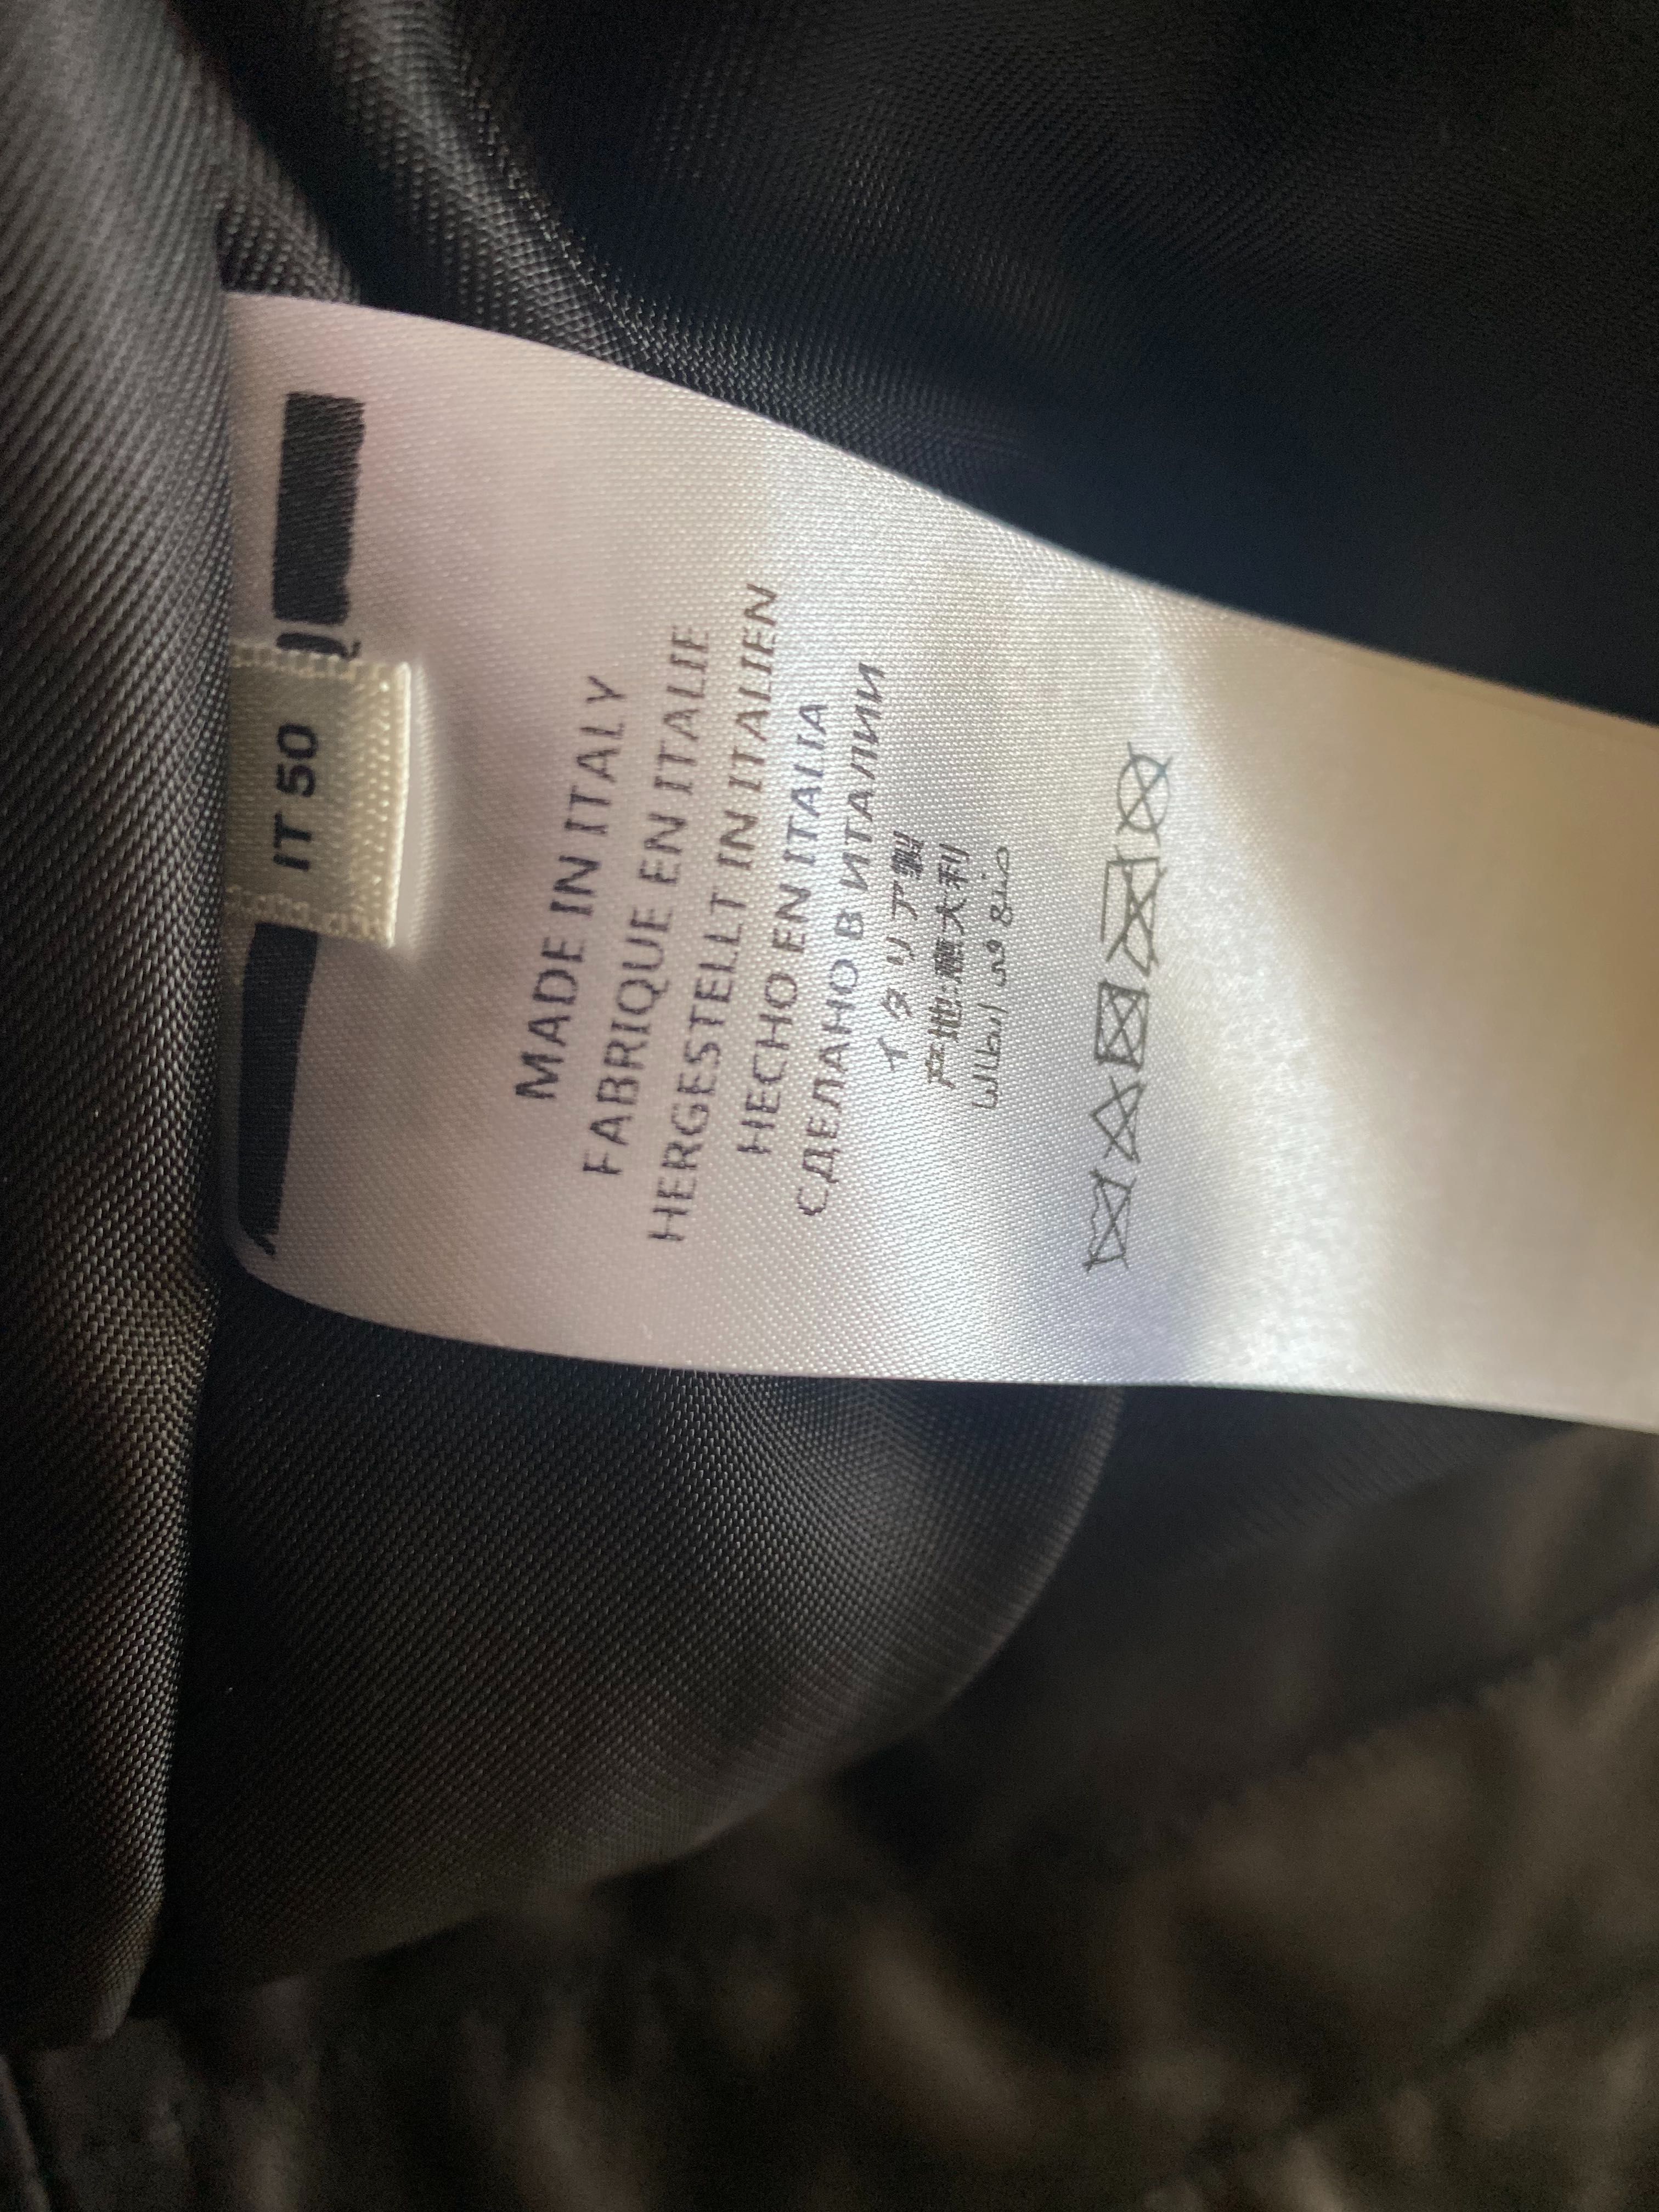 IT 50
MADE IN ITALY
FABRIQUE EN ITALIE
HERGESTELLT IN ITALIEN
HECHO EN ITALIA
СДЕЛАНО В ИТАЛИИ
イタリア製
产地:意大利
صنع في ايطاليا